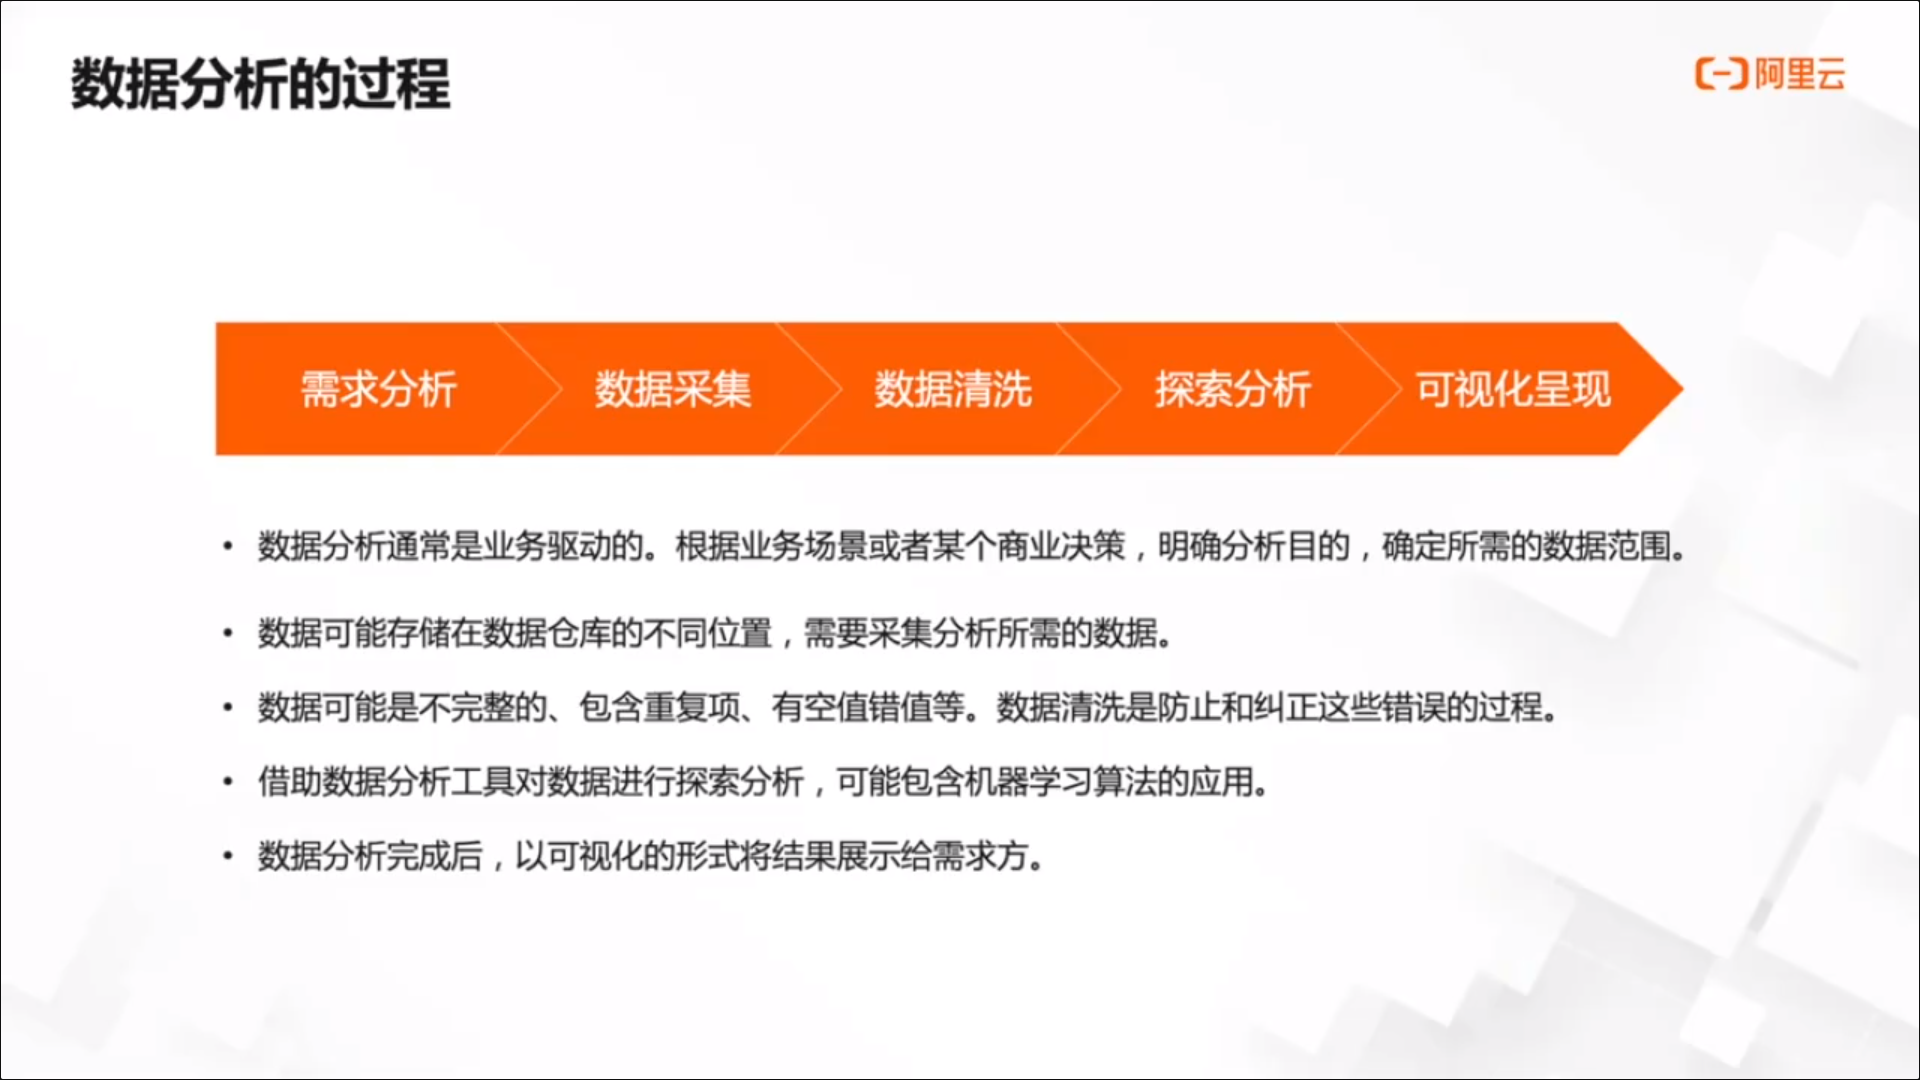 数据分析的过程
阿里云
需求分析
数据采集
数据清洗
探索分析
可视化呈现
• 数据分析通常是业务驱动的。根据业务场景或者某个商业决策，明确分析目的，确定所需的数据范围。
• 数据可能存储在数据仓库的不同位置，需要采集分析所需的数据。
• 数据可能是不完整的、包含重复项、有空值错值等。数据清洗是防止和纠正这些错误的过程。
• 借助数据分析工具对数据进行探索分析，可能包含机器学习算法的应用。
• 数据分析完成后，以可视化的形式将结果展示给需求方。